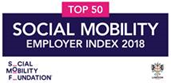 TOP 50
SOCIAL MOBILITY
EMPLOYER INDEX 2018
SOCIAL
MOBILITY
FOUNDATION